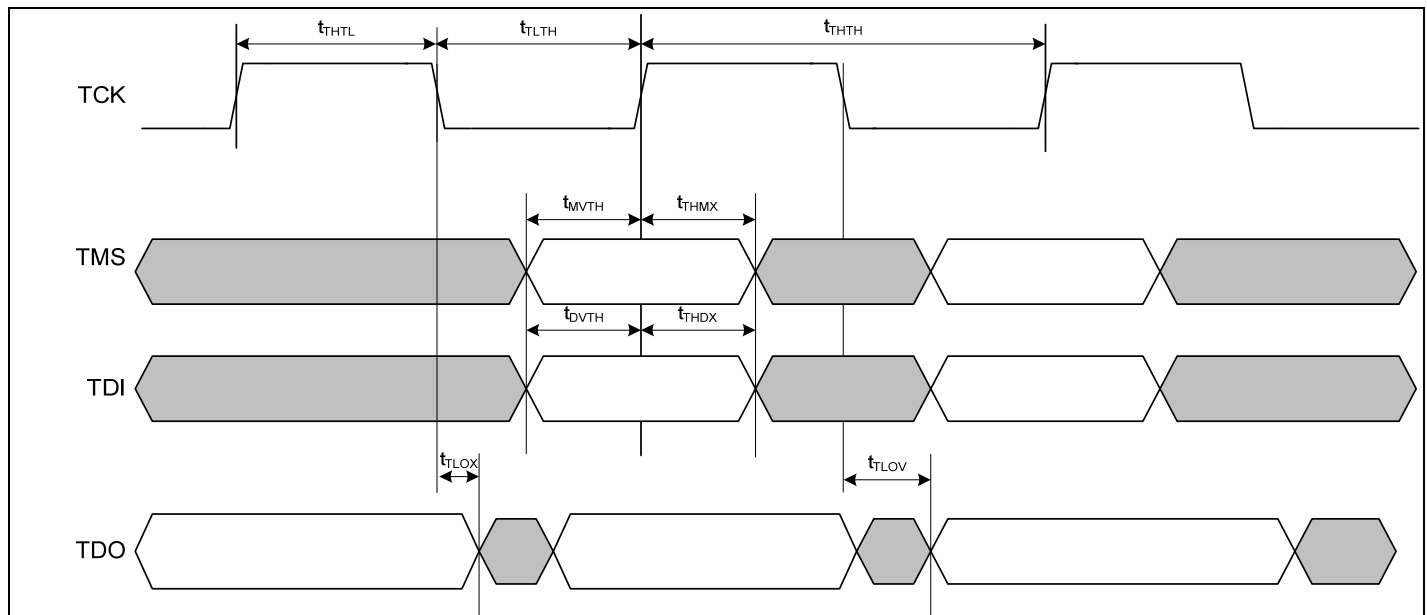 tTHTL tTLTH tTHTH
TCK
tMVTH tTHMX
TMS
tDVTH tTHDX
TDI
tTLOX tTLOV
TDO